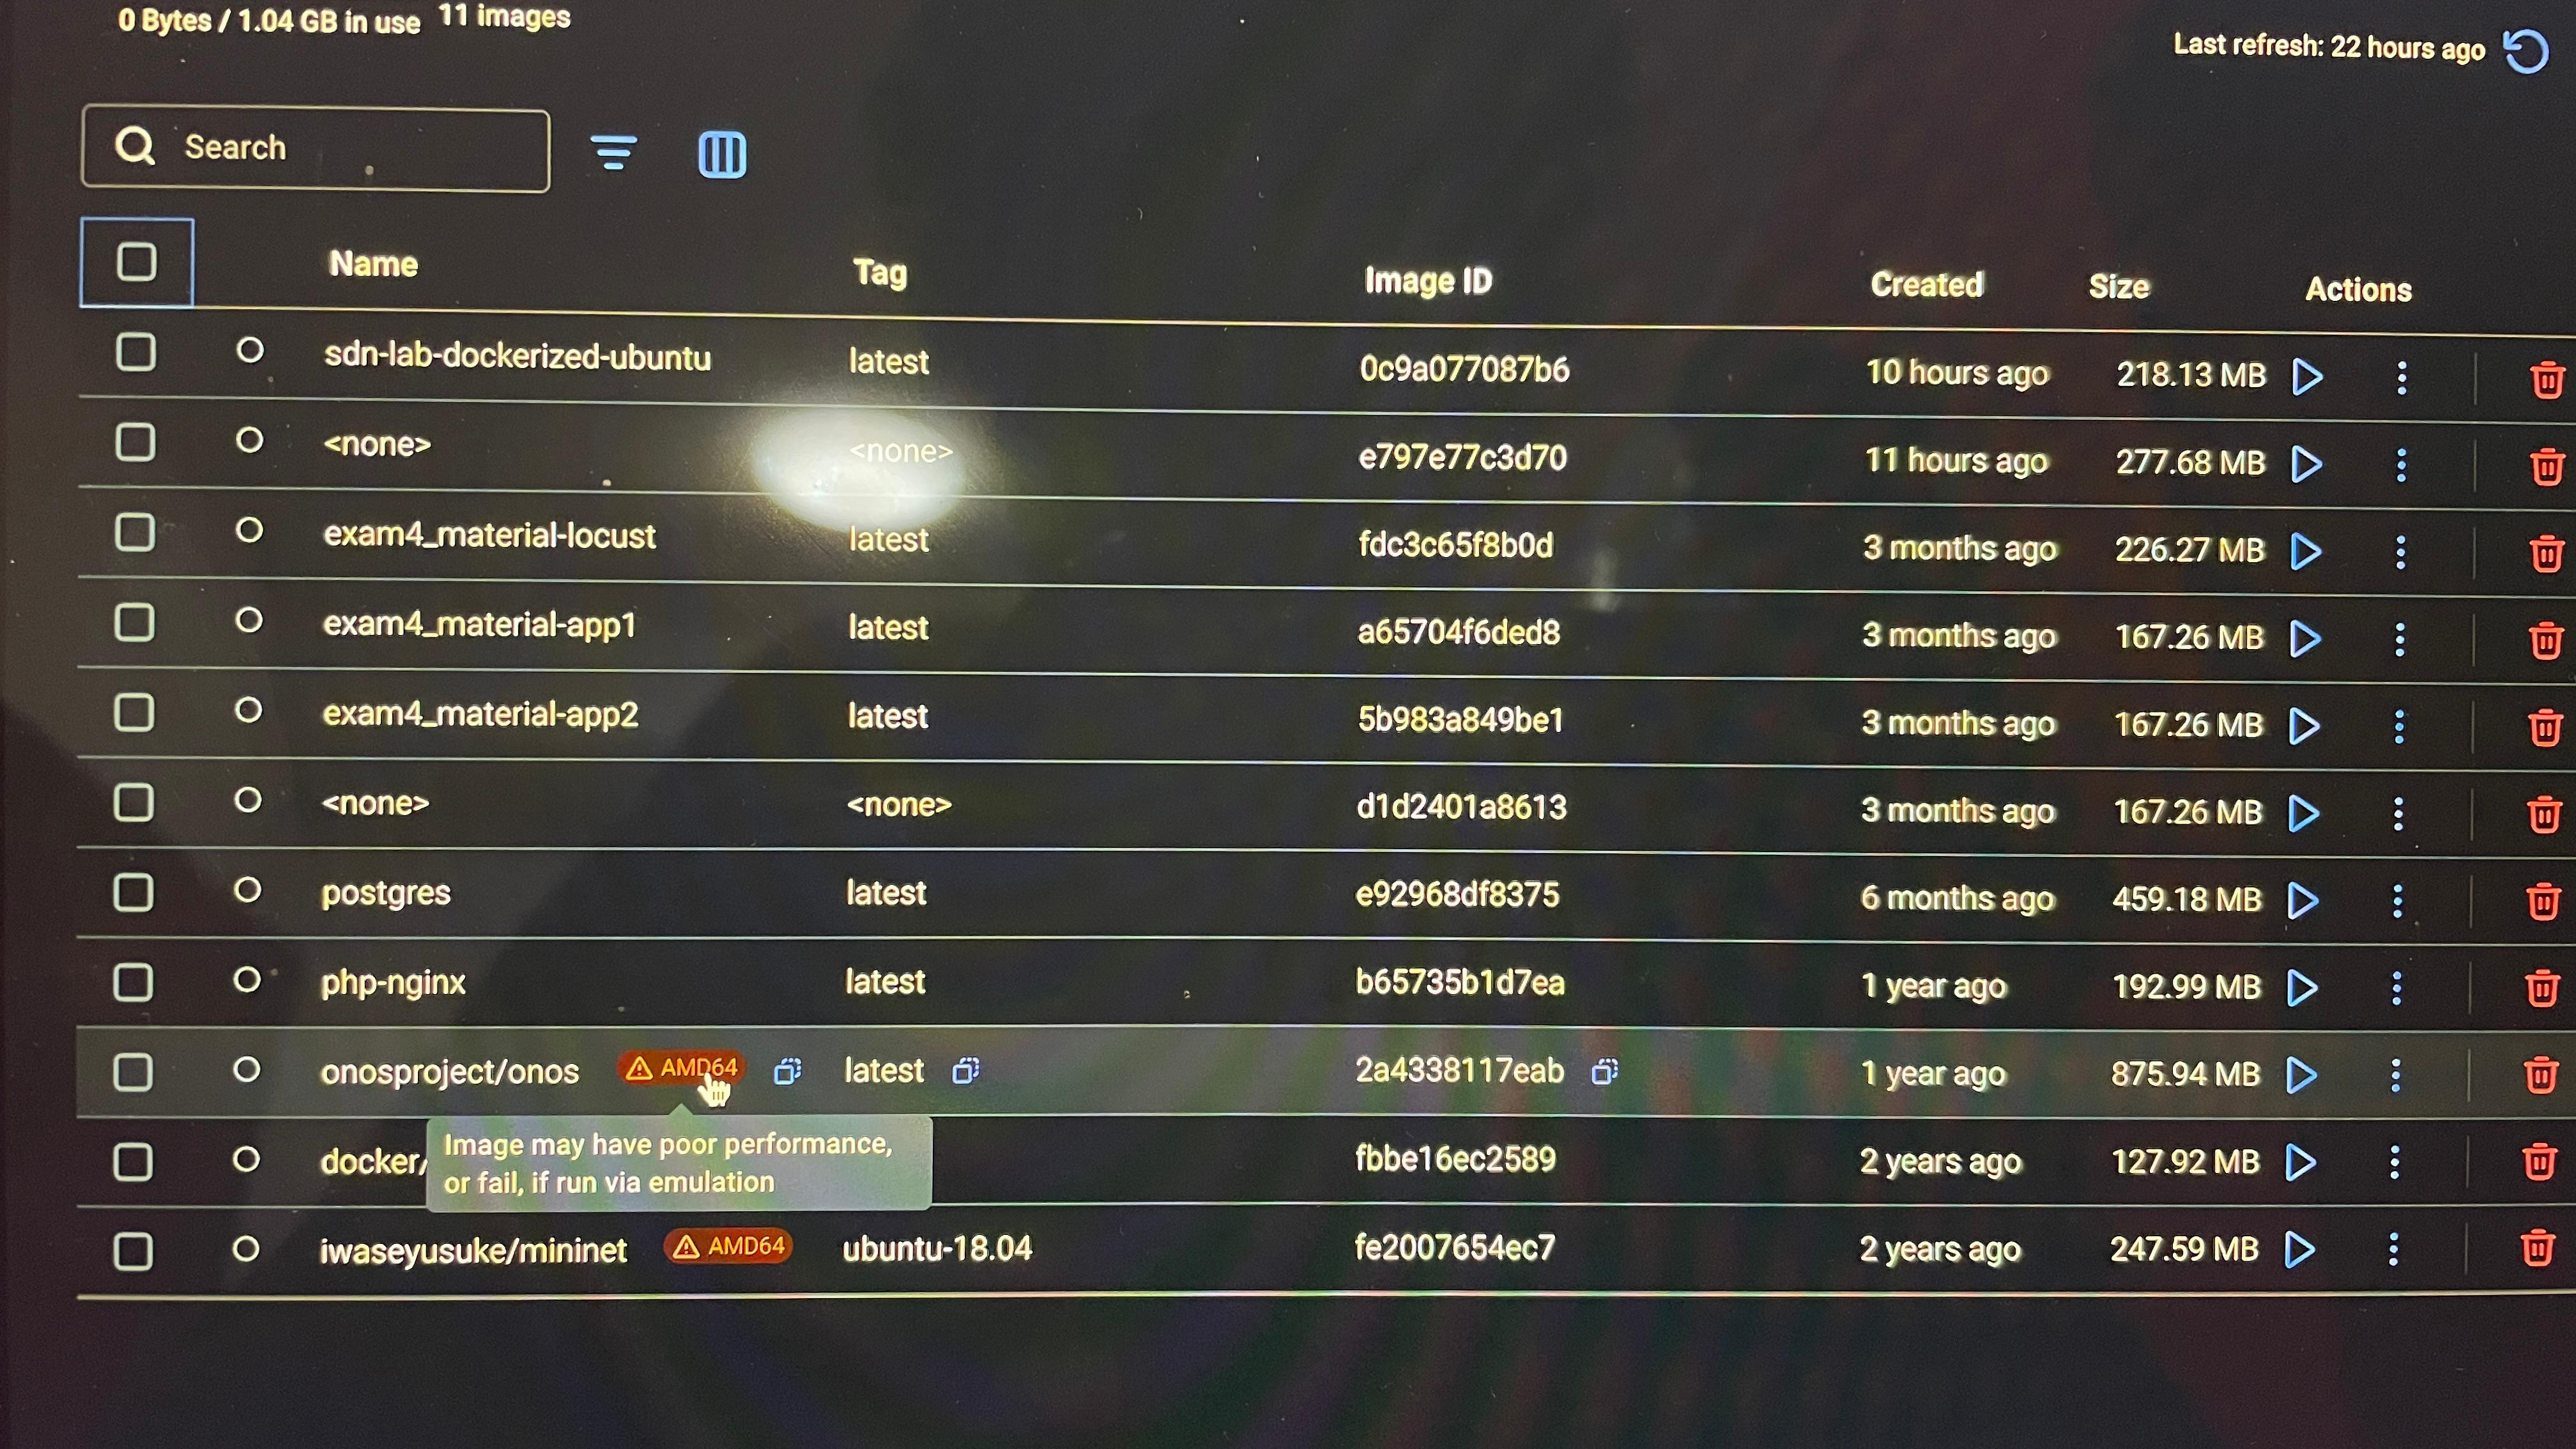 0 Bytes / 1.04 GB in use 11 images
Last refresh: 22 hours ago
Search
Name Tag Image ID Created Size Actions
sdn-lab-dockerized-ubuntu latest 0c9a077087b6 10 hours ago 218.13 MB
<none> <none> e797e77c3d70 11 hours ago 277.68 MB
exam4_material-locust latest fdc3c65f8b0d 3 months ago 226.27 MB
exam4_material-app1 latest a65704f6ded8 3 months ago 167.26 MB
exam4_material-app2 latest 5b983a849be1 3 months ago 167.26 MB
<none> <none> d1d2401a8613 3 months ago 167.26 MB
postgres latest e92968df8375 6 months ago 459.18 MB
php-nginx latest b65735b1d7ea 1 year ago 192.99 MB
onosproject/onos AMD64 latest 2a4338117eab 1 year ago 875.94 MB
Image may have poor performance,
or fail, if run via emulation
docker/ fbbe16ec2589 2 years ago 127.92 MB
iwaseyusuke/mininet AMD64 ubuntu-18.04 fe2007654ec7 2 years ago 247.59 MB